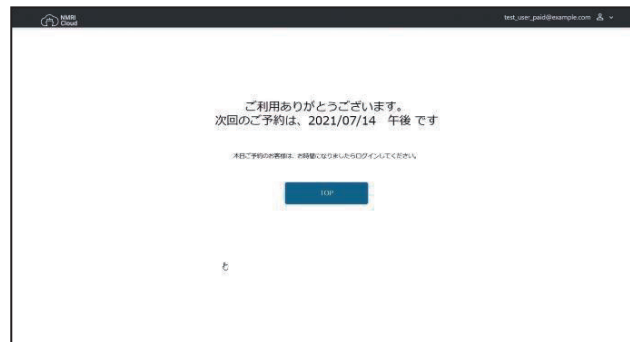 NMRI
Cloud
test_user_paid@example.com
ご利用ありがとうございます。
次回のご予約は、2021/07/14 午後 です
本日ご予約のお客様は、お時間になりましたらログインしてください。
TOP